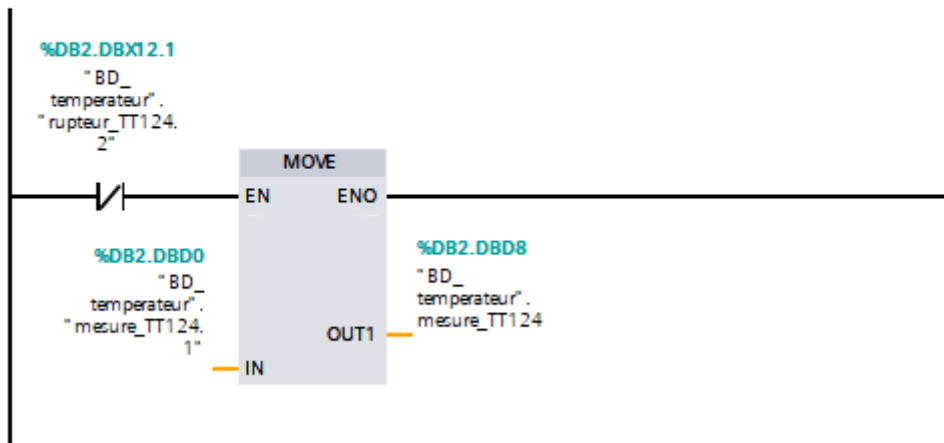 %DB2.DBX12.1
"BD_
temperateur".
"rupteur_TT124.
2"
MOVE
EN ENO
%DB2.DBD0
"BD_
temperateur".
"mesure_TT124.
1"
IN
%DB2.DBD8
"BD_
temperateur".
mesure_TT124
OUT1